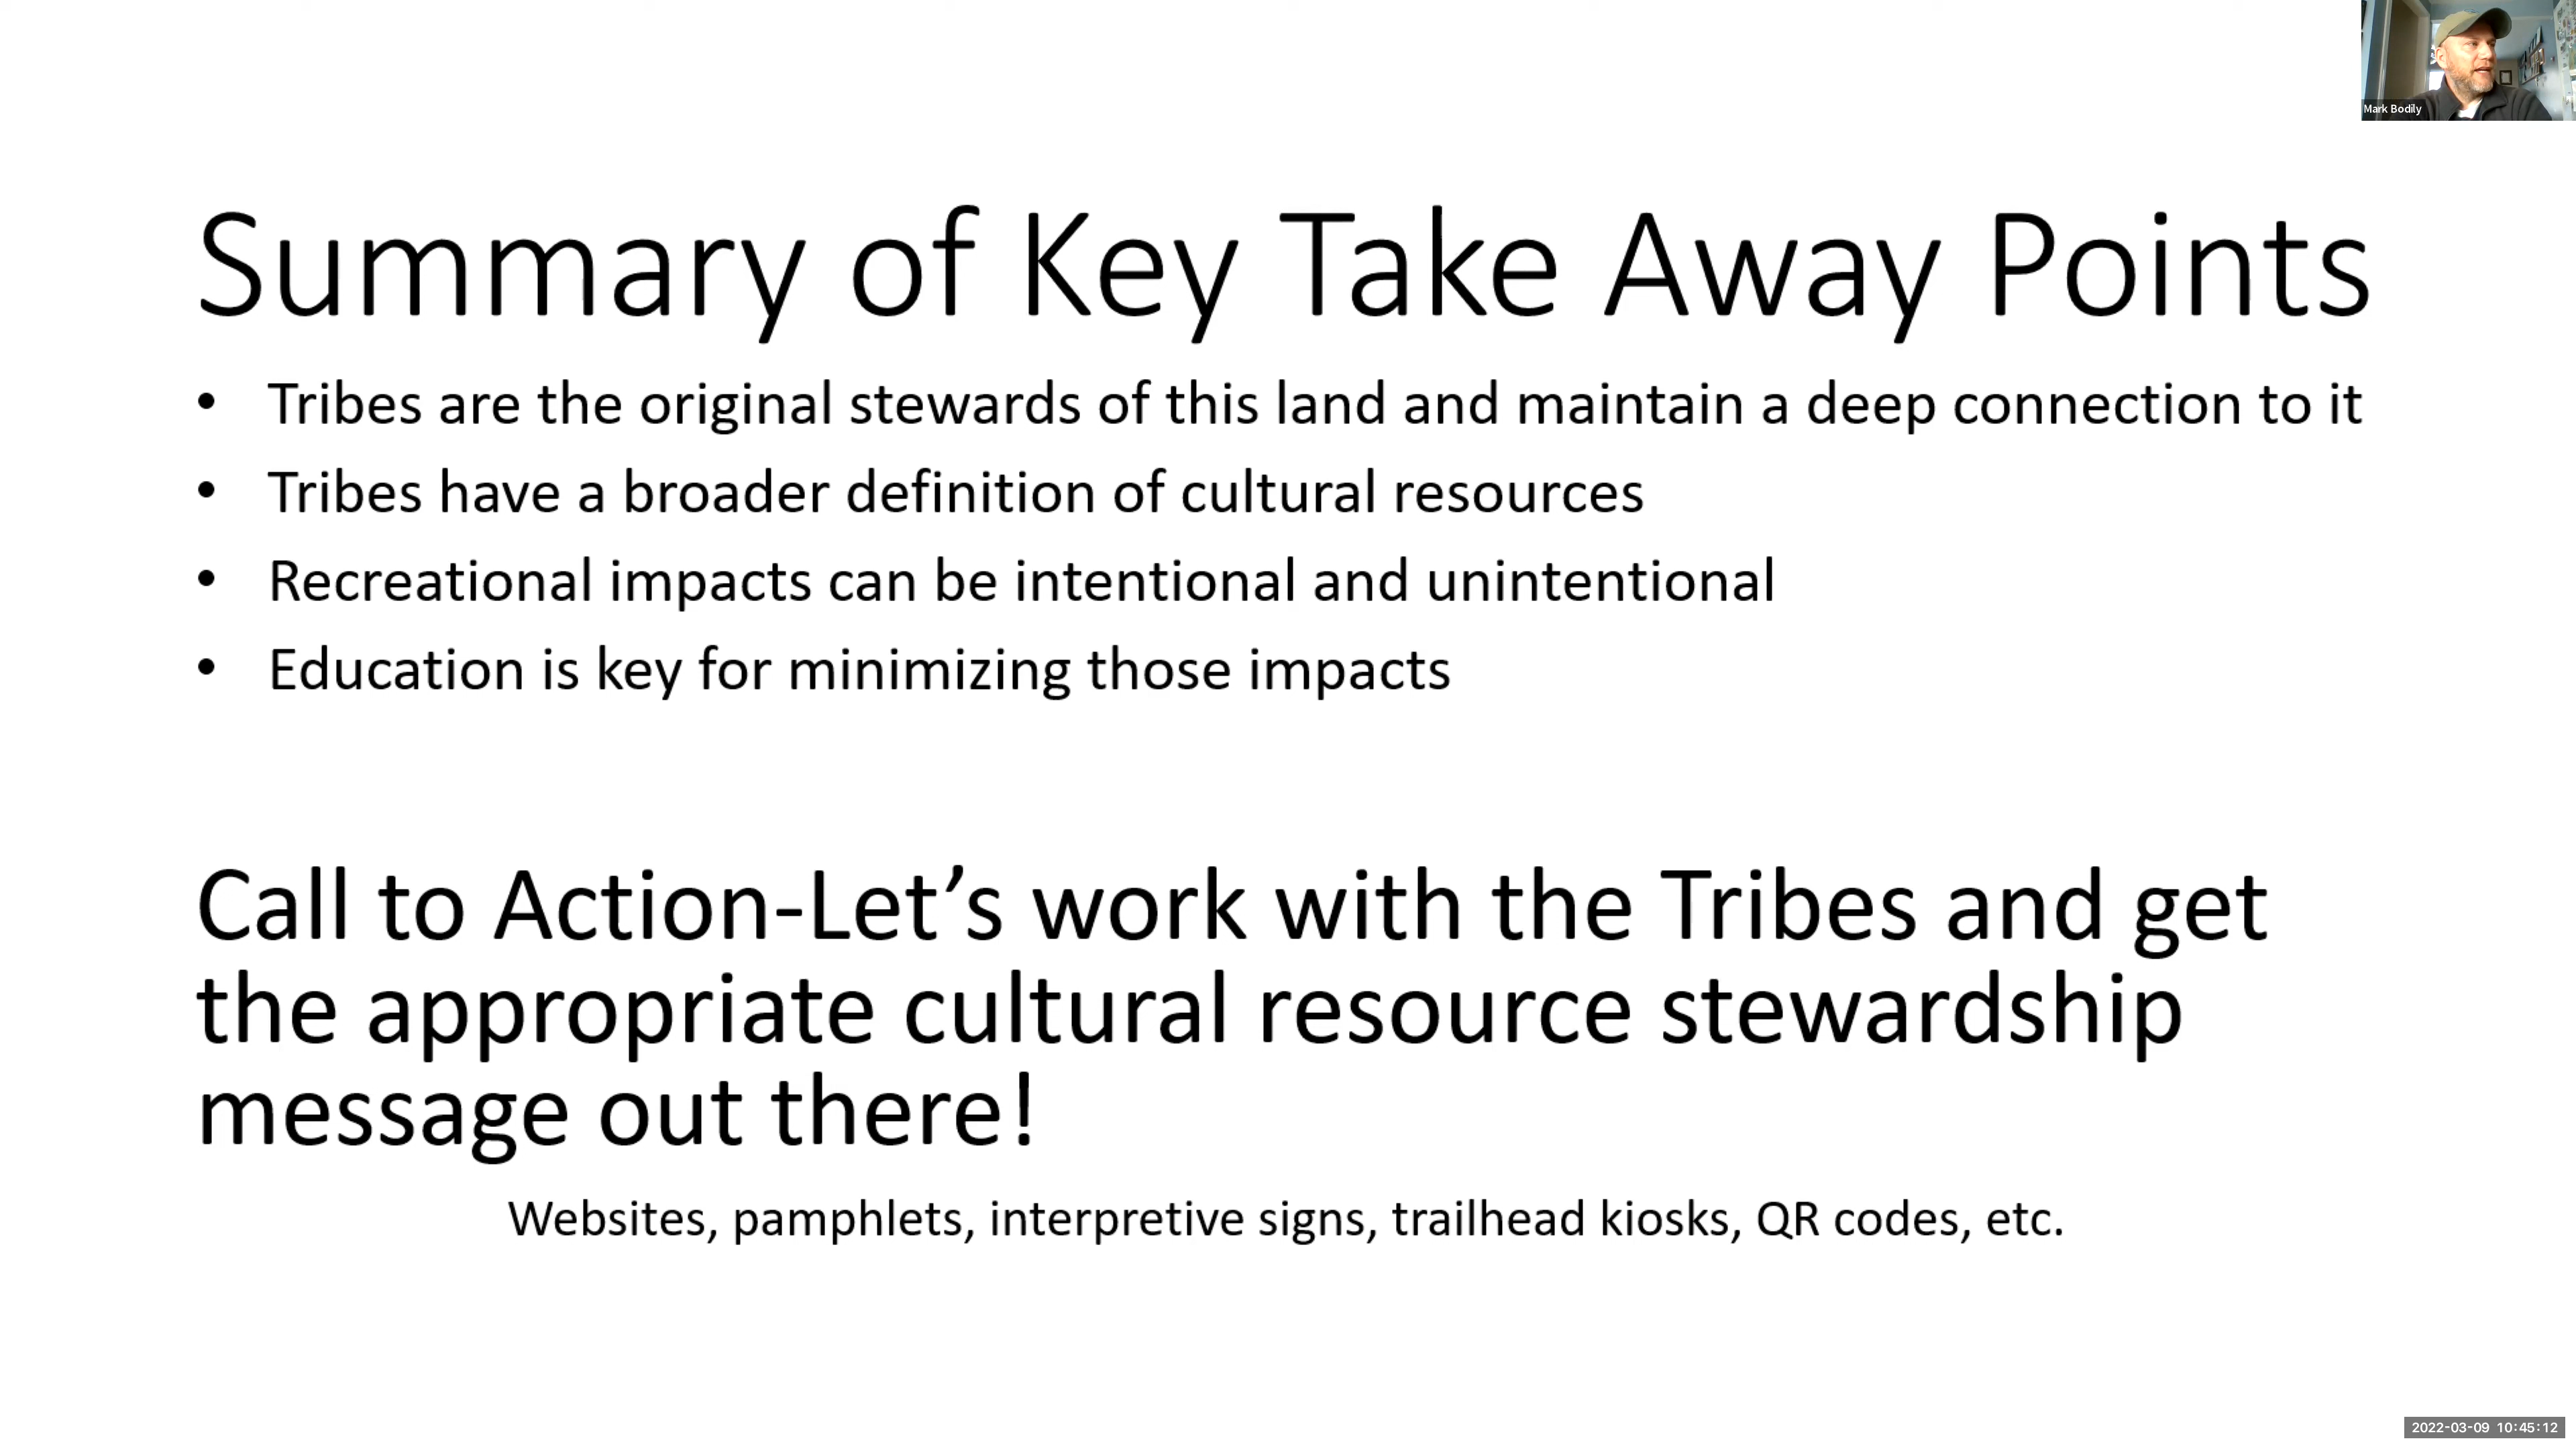 Mark Bodily
Summary of Key Take Away Points
• Tribes are the original stewards of this land and maintain a deep connection to it
• Tribes have a broader definition of cultural resources
• Recreational impacts can be intentional and unintentional
• Education is key for minimizing those impacts
Call to Action-Let’s work with the Tribes and get
the appropriate cultural resource stewardship
message out there!
Websites, pamphlets, interpretive signs, trailhead kiosks, QR codes, etc.
2022-03-09 10:45:12